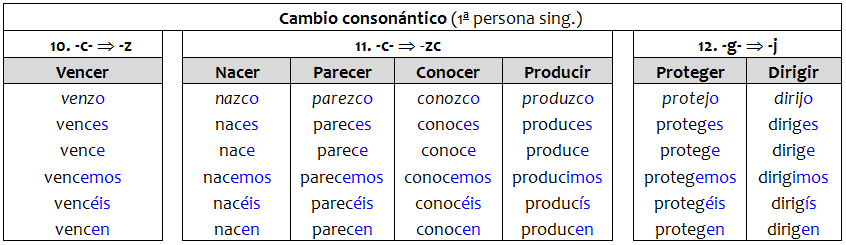 Cambio consonántico (1ª persona sing.)
10. -c- ⇒ -z 11. -c- ⇒ -zc 12. -g- ⇒ -j
Vencer Nacer Parecer Conocer Producir Proteger Dirigir
venzo nazco parezco conozco produzco protejo dirijo
vences naces pareces conoces produces proteges diriges
vence nace parece conoce produce protege dirige
vencemos nacemos parecemos conocemos producimos protegemos dirigimos
vencéis nacéis parecéis conocéis producís protegéis dirigís
vencen nacen parecen conocen producen protegen dirigen